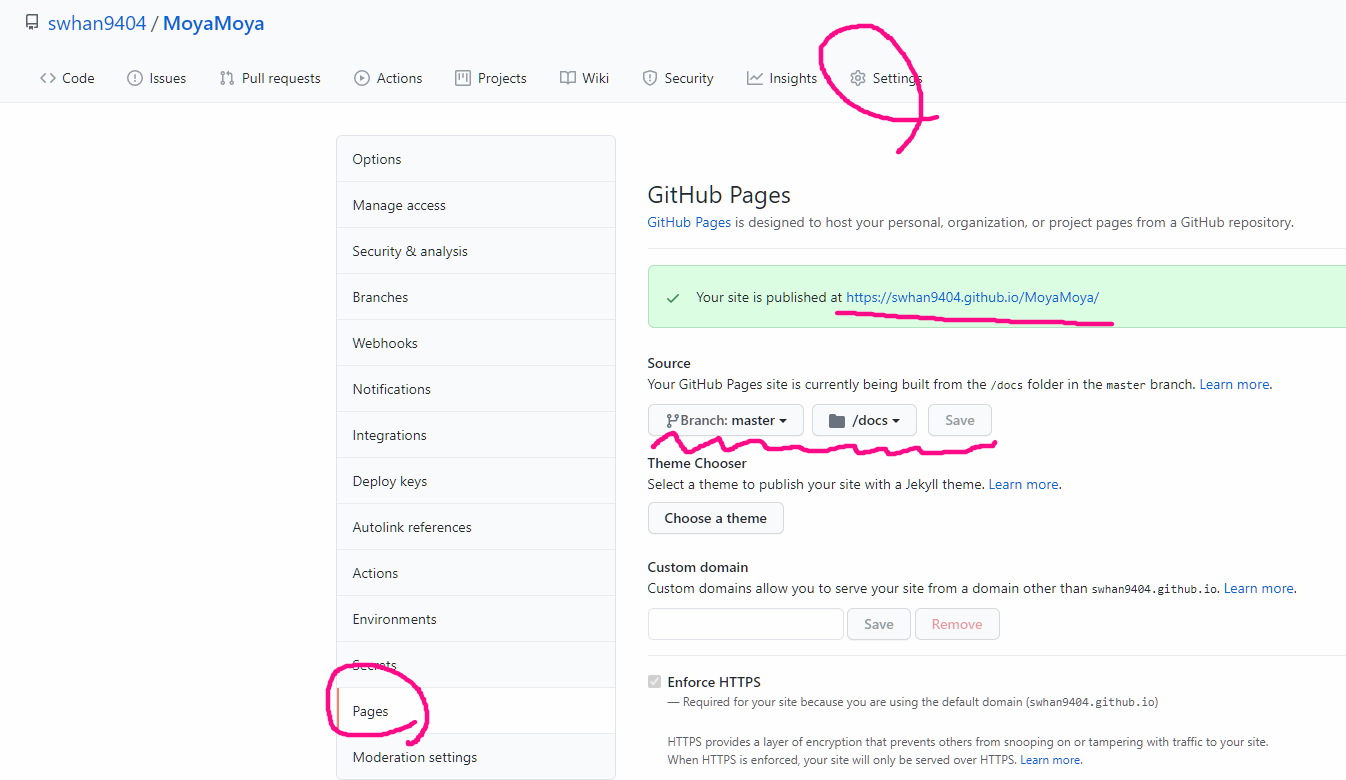 swhan9404 / MoyaMoya
Code Issues Pull requests Actions Projects Wiki Security Insights Settings
Options
Manage access
Security & analysis
Branches
Webhooks
Notifications
Integrations
Deploy keys
Autolink references
Actions
Environments
Secrets
Pages
Moderation settings
GitHub Pages
GitHub Pages is designed to host your personal, organization, or project pages from a GitHub repository.
Your site is published at https://swhan9404.github.io/MoyaMoya/
Source
Your GitHub Pages site is currently being built from the /docs folder in the master branch. Learn more.
Branch: master /docs Save
Theme Chooser
Select a theme to publish your site with a Jekyll theme. Learn more.
Choose a theme
Custom domain
Custom domains allow you to serve your site from a domain other than swhan9404.github.io. Learn more.
Save Remove
Enforce HTTPS
— Required for your site because you are using the default domain (swhan9404.github.io)
HTTPS provides a layer of encryption that prevents others from snooping on or tampering with traffic to your site.
When HTTPS is enforced, your site will only be served over HTTPS. Learn more.